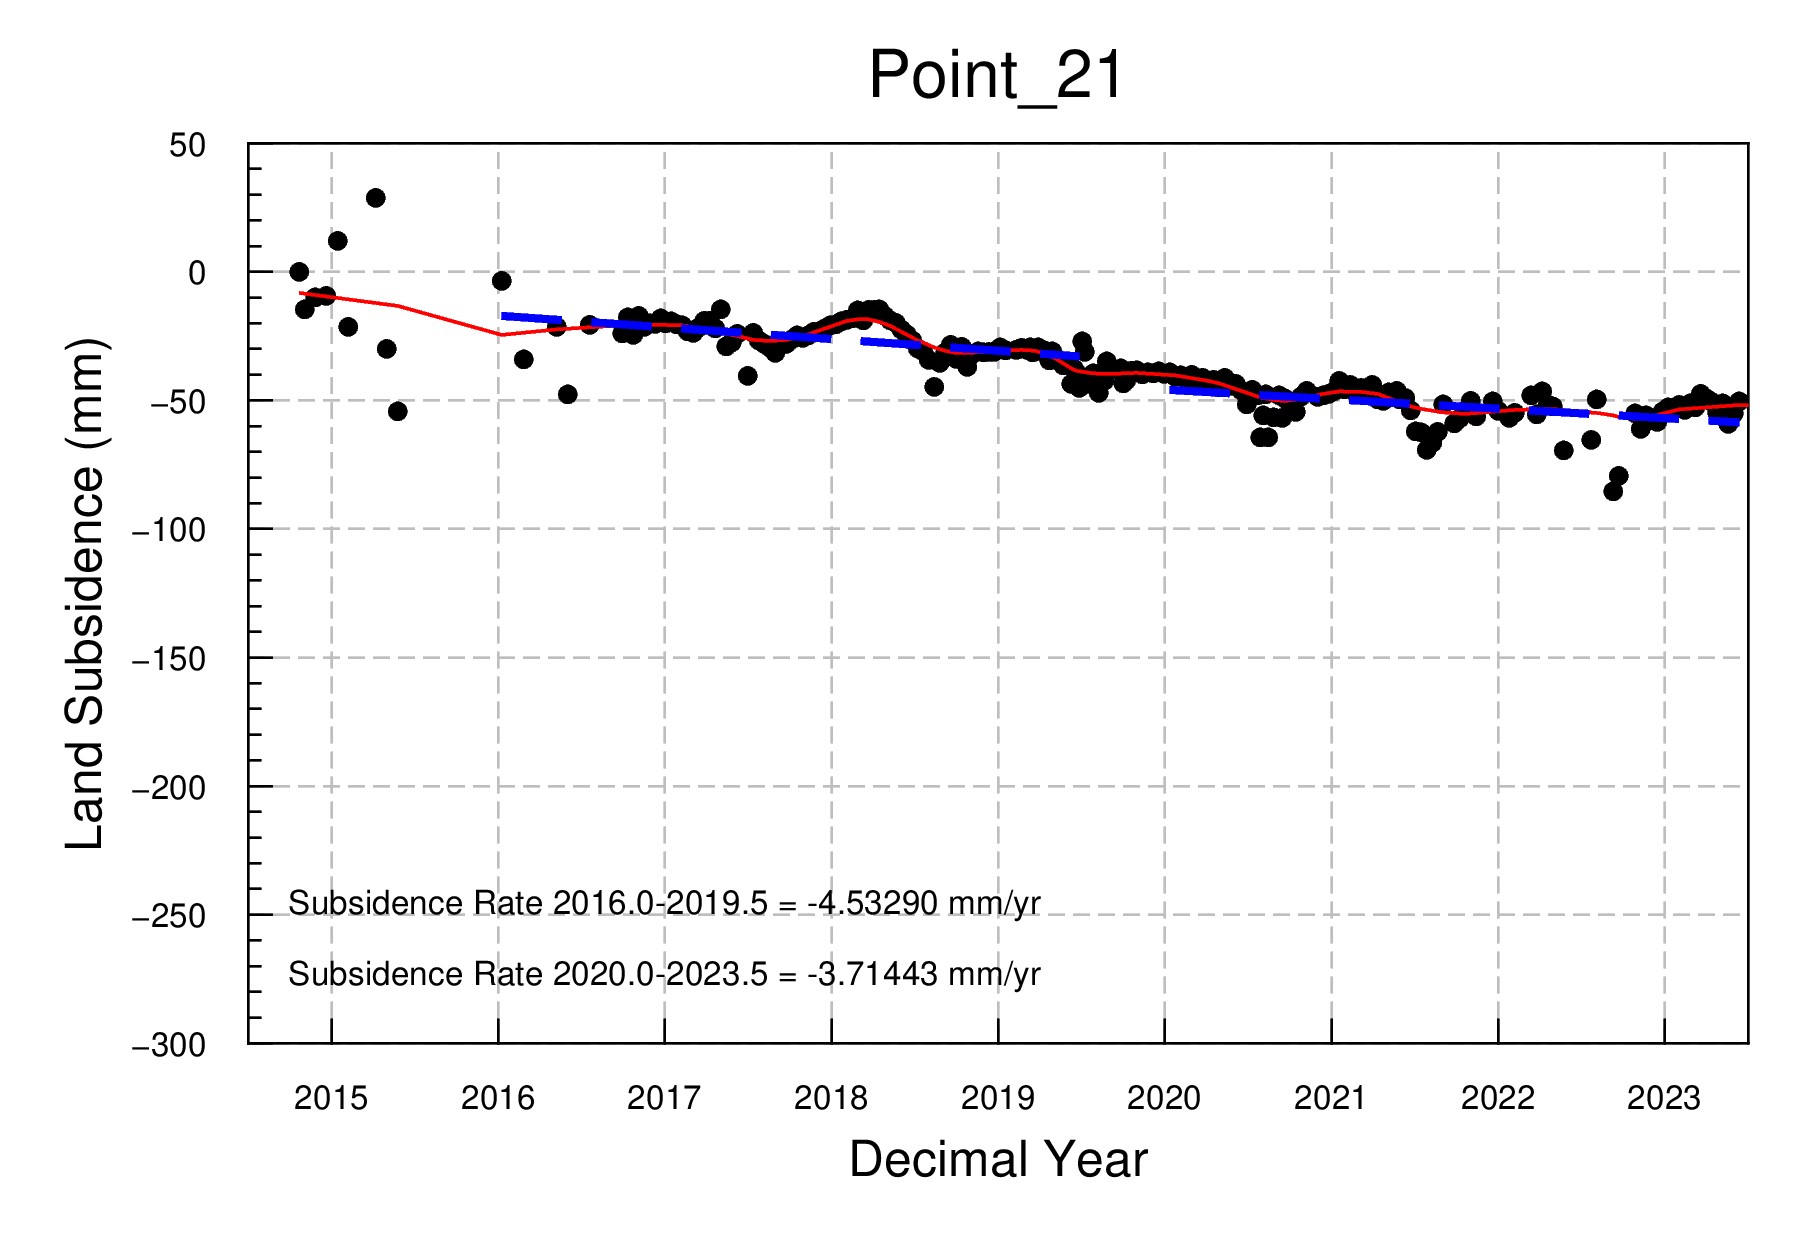 Point_21
50
0
−50
−100
−150
−200
−250
−300
Land Subsidence (mm)
Subsidence Rate 2016.0-2019.5 = -4.53290 mm/yr
Subsidence Rate 2020.0-2023.5 = -3.71443 mm/yr
2015 2016 2017 2018 2019 2020 2021 2022 2023
Decimal Year